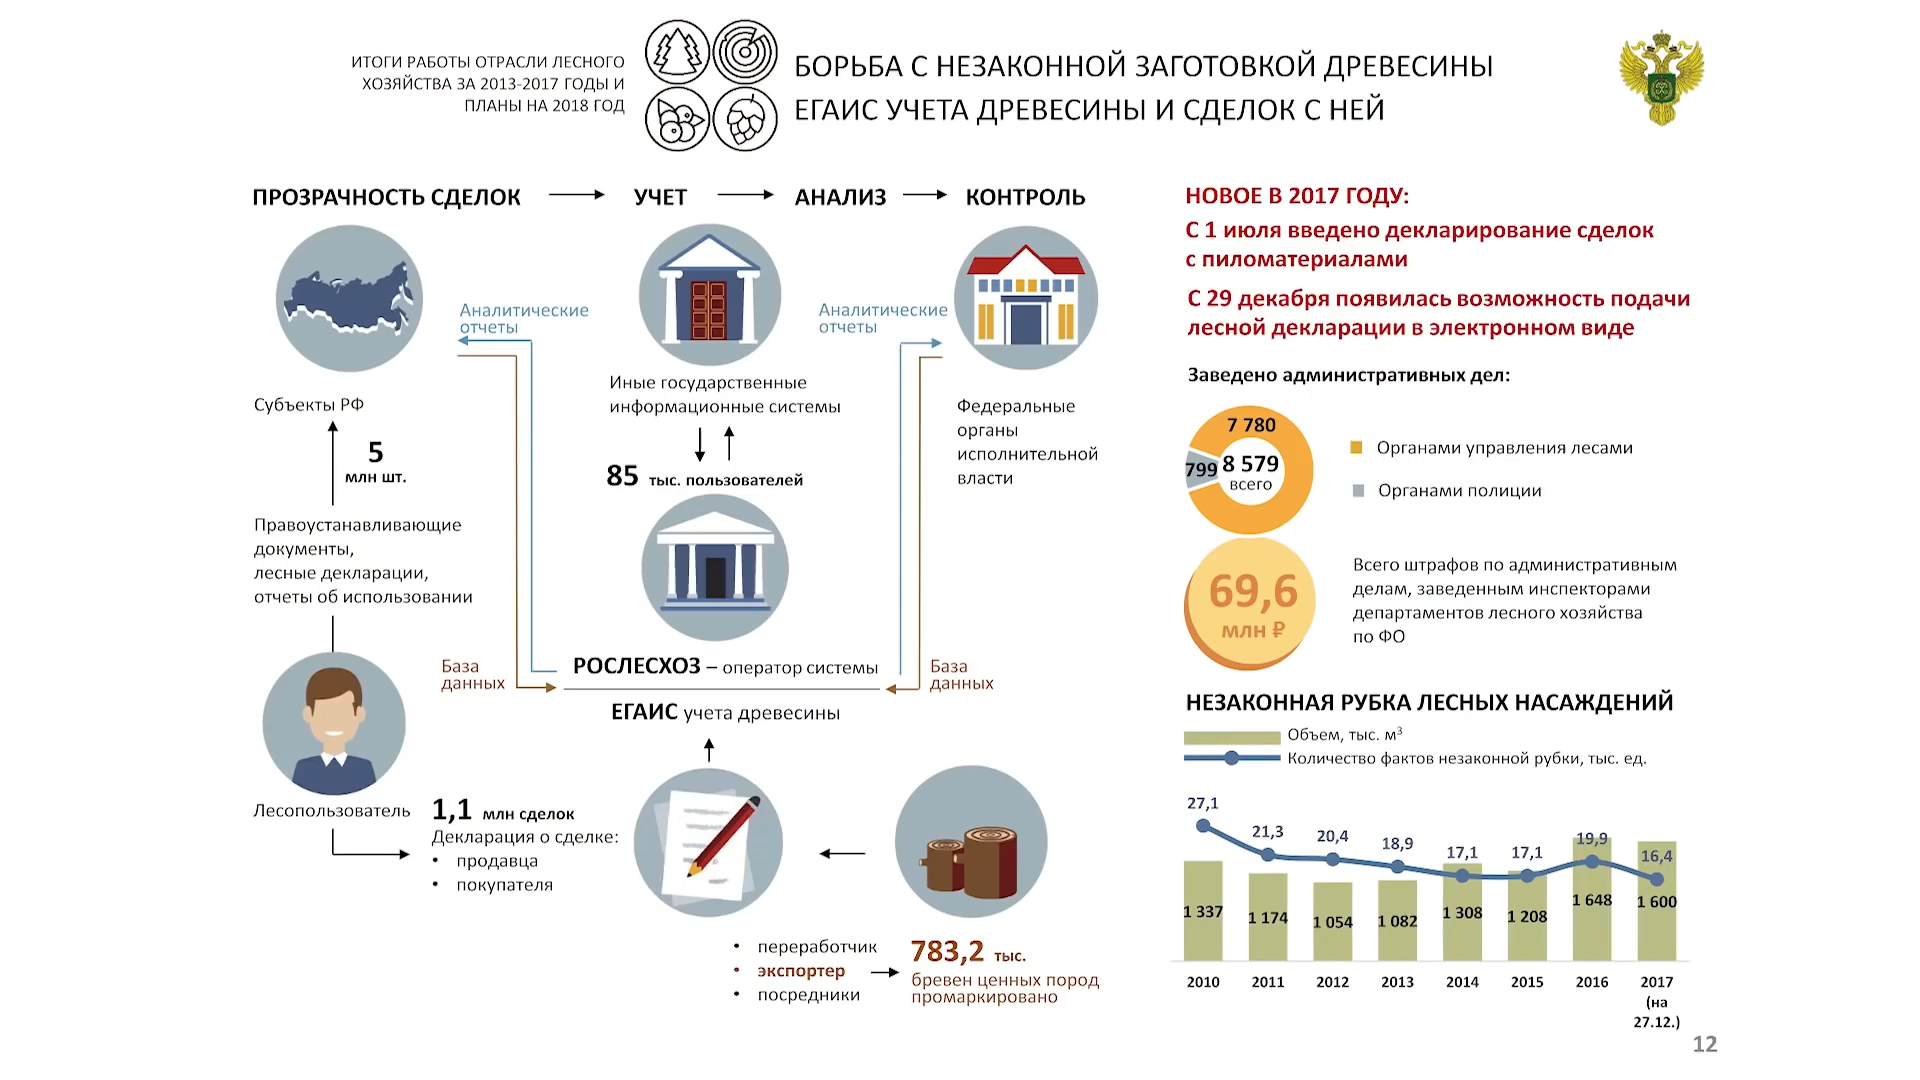 ИТОГИ РАБОТЫ ОТРАСЛИ ЛЕСНОГО
ХОЗЯЙСТВА ЗА 2013-2017 ГОДЫ И
ПЛАНЫ НА 2018 ГОД
БОРЬБА С НЕЗАКОННОЙ ЗАГОТОВКОЙ ДРЕВЕСИНЫ
ЕГАИС УЧЕТА ДРЕВЕСИНЫ И СДЕЛОК С НЕЙ
ПРОЗРАЧНОСТЬ СДЕЛОК
УЧЕТ
АНАЛИЗ
КОНТРОЛЬ
Аналитические
отчеты
Аналитические
отчеты
Субъекты РФ
Иные государственные
информационные системы
Федеральные
органы
исполнительной
власти
5
млн шт.
85 тыс. пользователей
Правоустанавливающие
документы,
лесные декларации,
отчеты об использовании
База
данных
РОСЛЕСХОЗ – оператор системы
База
данных
ЕГАИС учета древесины
Лесопользователь
1,1 млн сделок
Декларация о сделке:
• продавца
• покупателя
• переработчик
• экспортер
• посредники
783,2 тыс.
бревен ценных пород
промаркировано
НОВОЕ В 2017 ГОДУ:
С 1 июля введено декларирование сделок
с пиломатериалами
С 29 декабря появилась возможность подачи
лесной декларации в электронном виде
Заведено административных дел:
7 780
799
8 579
всего
Органами управления лесами
Органами полиции
69,6
млн ₽
Всего штрафов по административным
делам, заведенным инспекторами
департаментов лесного хозяйства
по ФО
НЕЗАКОННАЯ РУБКА ЛЕСНЫХ НАСАЖДЕНИЙ
Объем, тыс. м³
Количество фактов незаконной рубки, тыс. ед.
27,1 21,3 20,4 18,9 17,1 17,1 19,9 16,4
1 337 1 174 1 054 1 082 1 308 1 208 1 648 1 600
2010 2011 2012 2013 2014 2015 2016 2017
(на
27.12.)
12